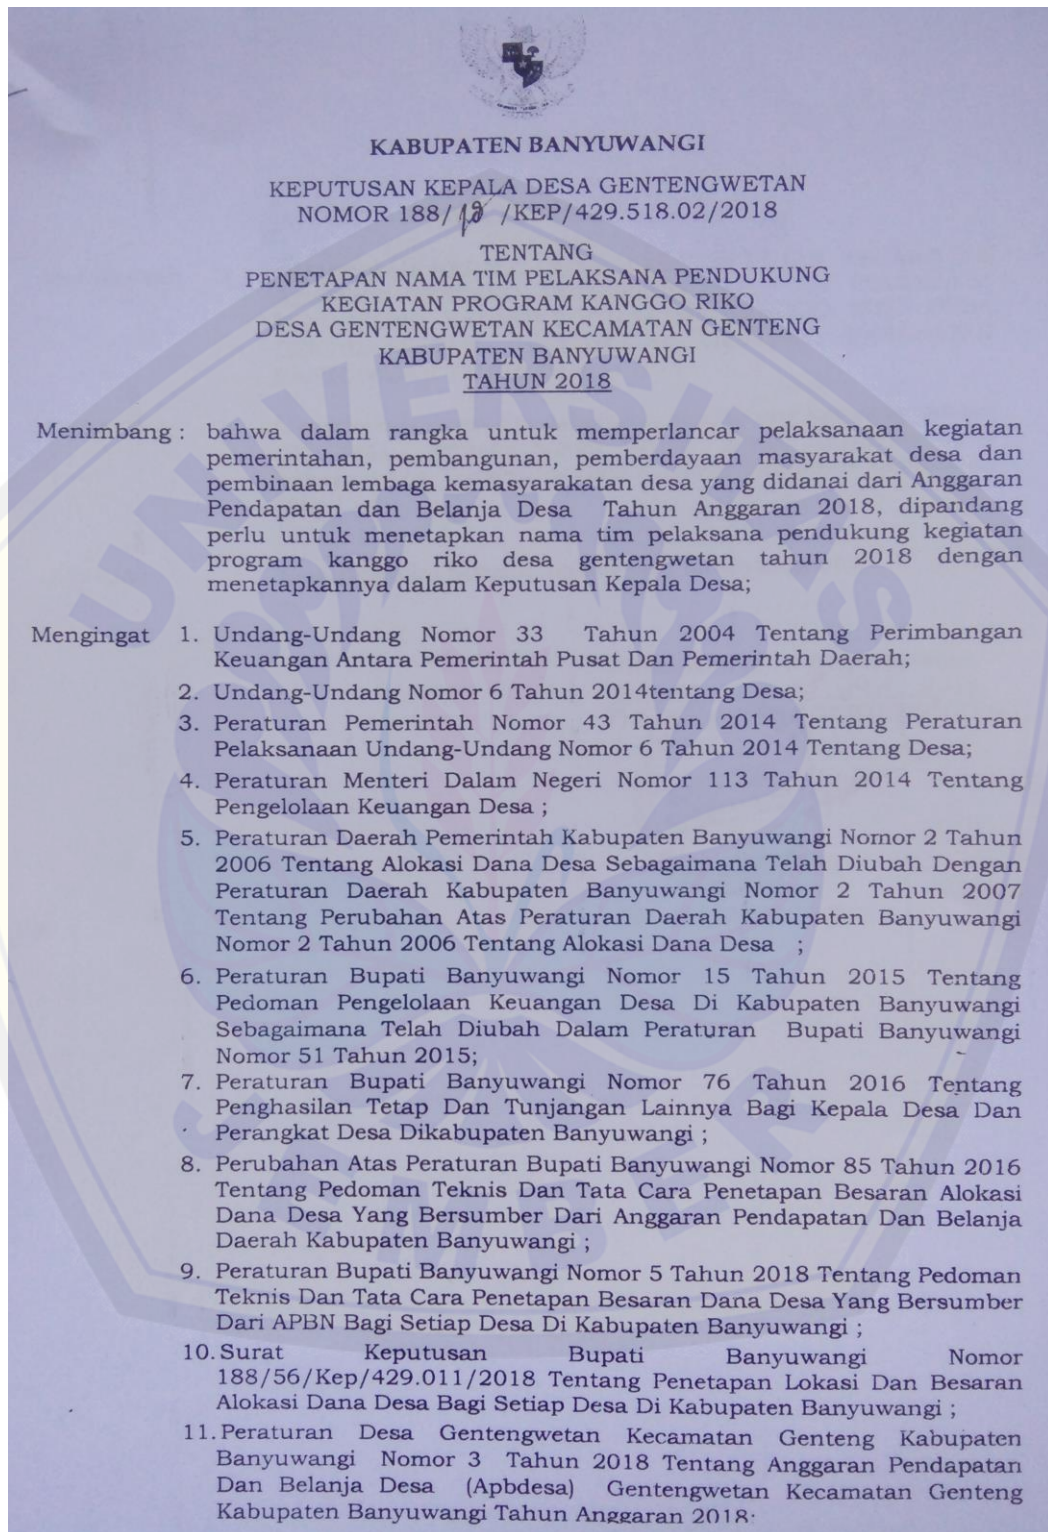 KABUPATEN BANYUWANGI
KEPUTUSAN KEPALA DESA GENTENGWETAN
NOMOR 188/ /KEP/429.518.02/2018
TENTANG
PENETAPAN NAMA TIM PELAKSANA PENDUKUNG
KEGIATAN PROGRAM KANGGO RIKO
DESA GENTENGWETAN KECAMATAN GENTENG
KABUPATEN BANYUWANGI
TAHUN 2018
Menimbang : bahwa dalam rangka untuk memperlancar pelaksanaan kegiatan
pemerintahan, pembangunan, pemberdayaan masyarakat desa dan
pembinaan lembaga kemasyarakatan desa yang didanai dari Anggaran
Pendapatan dan Belanja Desa Tahun Anggaran 2018, dipandang
perlu untuk menetapkan nama tim pelaksana pendukung kegiatan
program kanggo riko desa gentengwetan tahun 2018 dengan
menetapkannya dalam Keputusan Kepala Desa;
Mengingat 1. Undang-Undang Nomor 33 Tahun 2004 Tentang Perimbangan
Keuangan Antara Pemerintah Pusat Dan Pemerintah Daerah;
2. Undang-Undang Nomor 6 Tahun 2014tentang Desa;
3. Peraturan Pemerintah Nomor 43 Tahun 2014 Tentang Peraturan
Pelaksanaan Undang-Undang Nomor 6 Tahun 2014 Tentang Desa;
4. Peraturan Menteri Dalam Negeri Nomor 113 Tahun 2014 Tentang
Pengelolaan Keuangan Desa ;
5. Peraturan Daerah Pemerintah Kabupaten Banyuwangi Nomor 2 Tahun
2006 Tentang Alokasi Dana Desa Sebagaimana Telah Diubah Dengan
Peraturan Daerah Kabupaten Banyuwangi Nomor 2 Tahun 2007
Tentang Perubahan Atas Peraturan Daerah Kabupaten Banyuwangi
Nomor 2 Tahun 2006 Tentang Alokasi Dana Desa ;
6. Peraturan Bupati Banyuwangi Nomor 15 Tahun 2015 Tentang
Pedoman Pengelolaan Keuangan Desa Di Kabupaten Banyuwangi
Sebagaimana Telah Diubah Dalam Peraturan Bupati Banyuwangi
Nomor 51 Tahun 2015;
7. Peraturan Bupati Banyuwangi Nomor 76 Tahun 2016 Tentang
Penghasilan Tetap Dan Tunjangan Lainnya Bagi Kepala Desa Dan
Perangkat Desa Dikabupaten Banyuwangi ;
8. Perubahan Atas Peraturan Bupati Banyuwangi Nomor 85 Tahun 2016
Tentang Pedoman Teknis Dan Tata Cara Penetapan Besaran Alokasi
Dana Desa Yang Bersumber Dari Anggaran Pendapatan Dan Belanja
Daerah Kabupaten Banyuwangi ;
9. Peraturan Bupati Banyuwangi Nomor 5 Tahun 2018 Tentang Pedoman
Teknis Dan Tata Cara Penetapan Besaran Dana Desa Yang Bersumber
Dari APBN Bagi Setiap Desa Di Kabupaten Banyuwangi ;
10. Surat Keputusan Bupati Banyuwangi Nomor
188/56/Kep/429.011/2018 Tentang Penetapan Lokasi Dan Besaran
Alokasi Dana Desa Bagi Setiap Desa Di Kabupaten Banyuwangi ;
11. Peraturan Desa Gentengwetan Kecamatan Genteng Kabupaten
Banyuwangi Nomor 3 Tahun 2018 Tentang Anggaran Pendapatan
Dan Belanja Desa (Apbdesa) Gentengwetan Kecamatan Genteng
Kabupaten Banyuwangi Tahun Anggaran 2018;
UNIVERSITAS
JEMBER